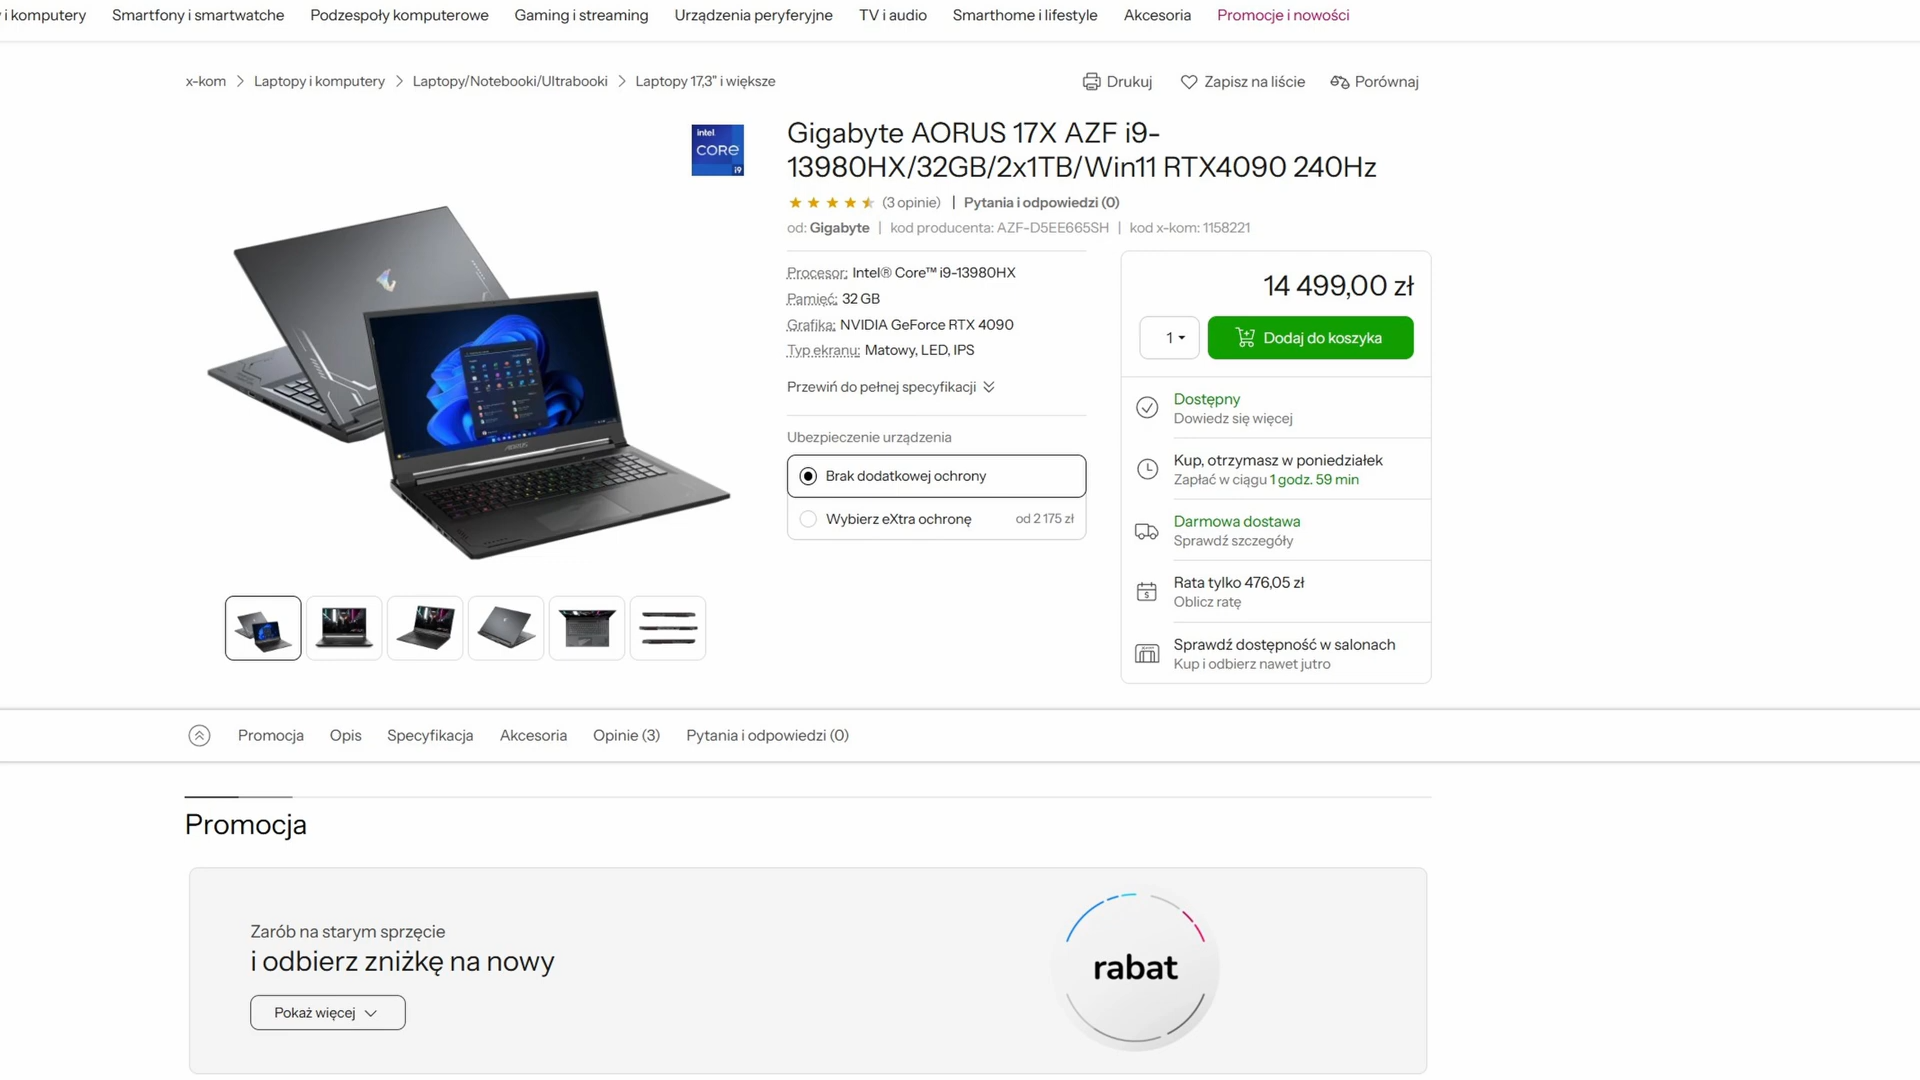 i komputery
Smartfony i smartwatche
Podzespoły komputerowe
Gaming i streaming
Urządzenia peryferyjne
TV i audio
Smarthome i lifestyle
Akcesoria
Promocje i nowości
x-kom > Laptopy i komputery > Laptopy/Notebooki/Ultrabooki > Laptopy 17,3" i większe
Drukuj
Zapisz na liście
Porównaj
intel
CORE
i9
AORUS
Gigabyte AORUS 17X AZF i9-
13980HX/32GB/2x1TB/Win11 RTX4090 240Hz
(3 opinie) | Pytania i odpowiedzi (0)
od: Gigabyte | kod producenta: AZF-D5EE665SH | kod x-kom: 1158221
Procesor: Intel® Core™ i9-13980HX
Pamięć: 32 GB
Grafika: NVIDIA GeForce RTX 4090
Typ ekranu: Matowy, LED, IPS
Przewiń do pełnej specyfikacji
Ubezpieczenie urządzenia
Brak dodatkowej ochrony
Wybierz eXtra ochronę od 2 175 zł
14 499,00 zł
1
Dodaj do koszyka
Dostępny
Dowiedz się więcej
Kup, otrzymasz w poniedziałek
Zapłać w ciągu 1 godz. 59 min
Darmowa dostawa
Sprawdź szczegóły
Rata tylko 476,05 zł
Oblicz ratę
Sprawdź dostępność w salonach
Kup i odbierz nawet jutro
Promocja
Opis
Specyfikacja
Akcesoria
Opinie (3)
Pytania i odpowiedzi (0)
Promocja
Zarób na starym sprzęcie
i odbierz zniżkę na nowy
Pokaż więcej
rabat